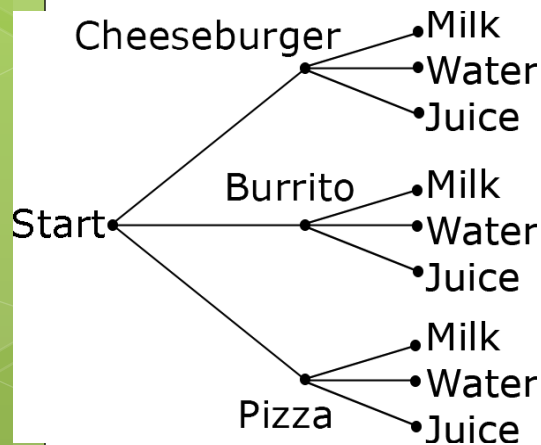 Milk
Cheeseburger
Water
Juice
Milk
Burrito
Start
Water
Juice
Milk
Water
Pizza
Juice